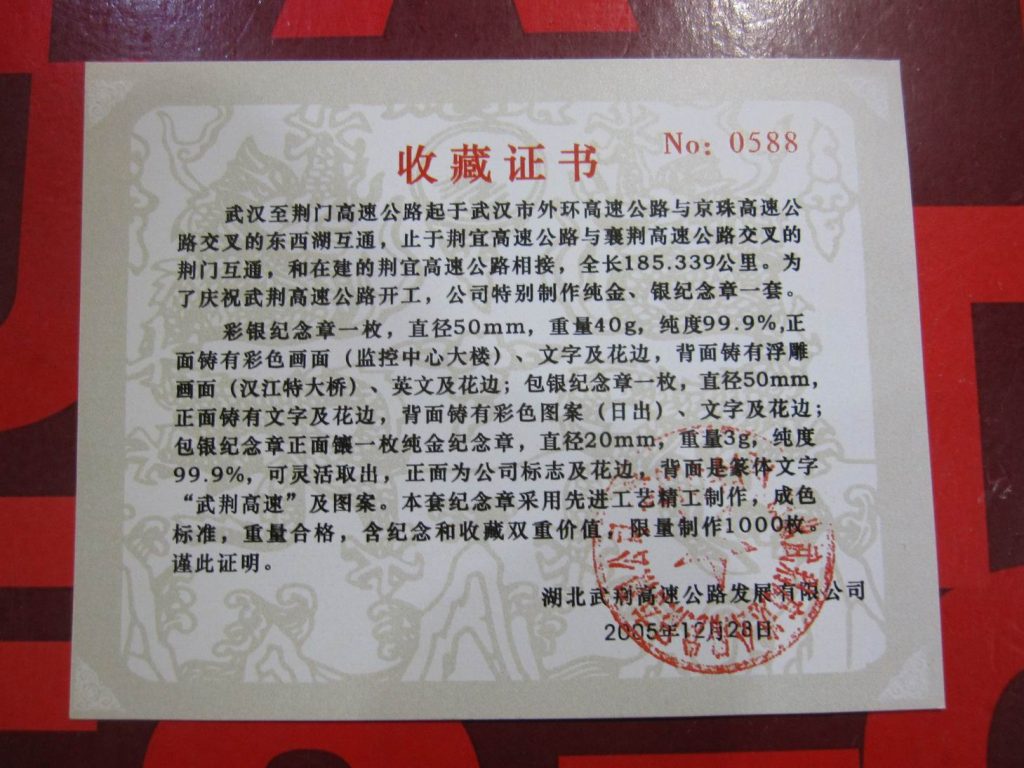 No: 0588
收藏证书
武汉至荆门高速公路起于武汉市外环高速公路与京珠高速公
路交叉的东西湖互通，止于荆宜高速公路与襄荆高速公路交叉的
荆门互通，和在建的荆宜高速公路相接，全长185.339公里。为
了庆祝武荆高速公路开工，公司特别制作纯金、银纪念章一套。
彩银纪念章一枚，直径50mm，重量40g，纯度99.9%,正
面铸有彩色画面（监控中心大楼）、文字及花边，背面铸有浮雕
画面（汉江特大桥）、英文及花边；包银纪念章一枚，直径50mm，
正面铸有文字及花边，背面铸有彩色图案（日出）、文字及花边；
包银纪念章正面镶一枚纯金纪念章，直径20mm，重量3g，纯度
99.9%，可灵活取出，正面为公司标志及花边，背面是篆体文字
“武荆高速”及图案。本套纪念章采用先进工艺精工制作，成色
标准，重量合格，含纪念和收藏双重价值，限量制作1000枚。
谨此证明。
湖北武荆高速公路发展有限公司
2005年12月28日